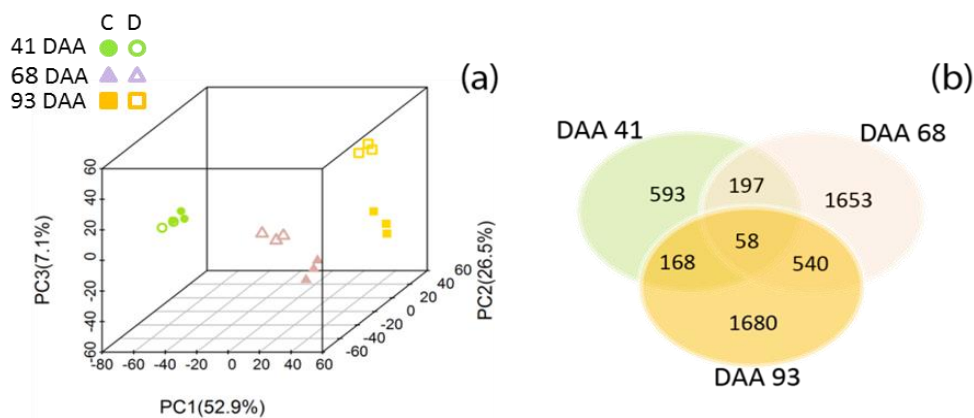 C D
41 DAA
68 DAA
93 DAA
(a)
60
40
20
0
-20
-40
-60
PC3(7.1%)
-80 -60 -40 -20 0 20 40 60
PC1(52.9%)
-60
-40
-20
0
20
40
60
PC2(26.5%)
(b)
DAA 41
DAA 68
593
197
1653
58
168
540
1680
DAA 93